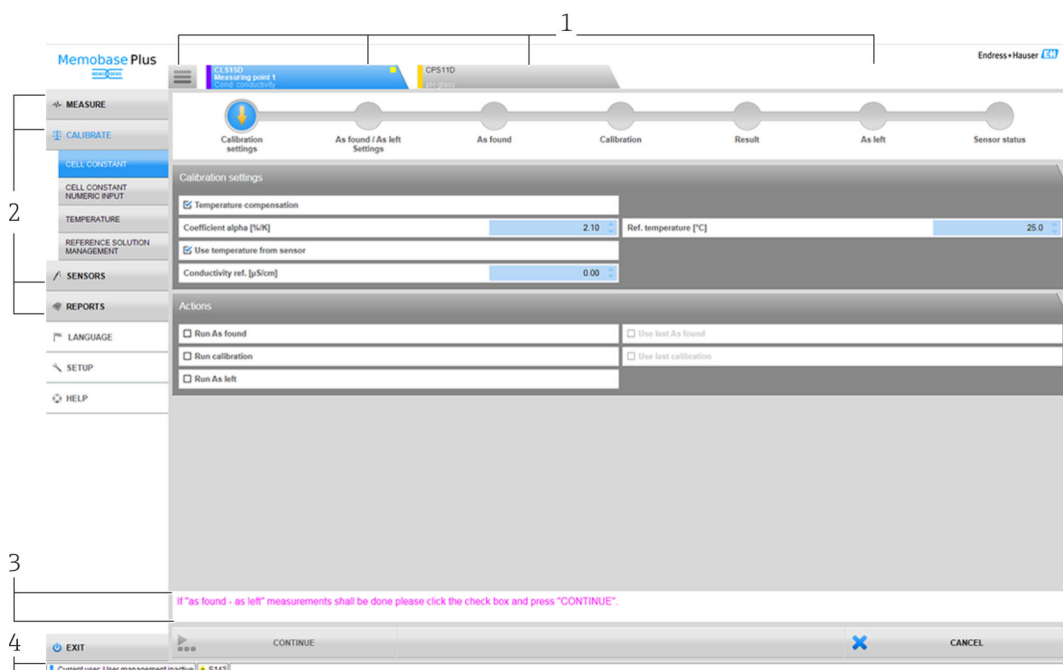 1
Memobase Plus
MEMOSENS
Endress+Hauser EH
CLS15D
Measuring point 1
Cond. conductivity
CPS11D
pH glass
2
MEASURE
CALIBRATE
CELL CONSTANT
CELL CONSTANT
NUMERIC INPUT
TEMPERATURE
REFERENCE SOLUTION
MANAGEMENT
SENSORS
REPORTS
LANGUAGE
SETUP
HELP
Calibration
settings
As found / As left
Settings
As found
Calibration
Result
As left
Sensor status
Calibration settings
Temperature compensation
Coefficient alpha [%/K] 2.10 Ref. temperature [°C] 25.0
Use temperature from sensor
Conductivity ref. [µS/cm] 0.00
Actions
Run As found Use last As found
Run calibration Use last calibration
Run As left
3
If "as found - as left" measurements shall be done please click the check box and press "CONTINUE".
4
EXIT
CONTINUE
CANCEL
Current user: User management inactive S142